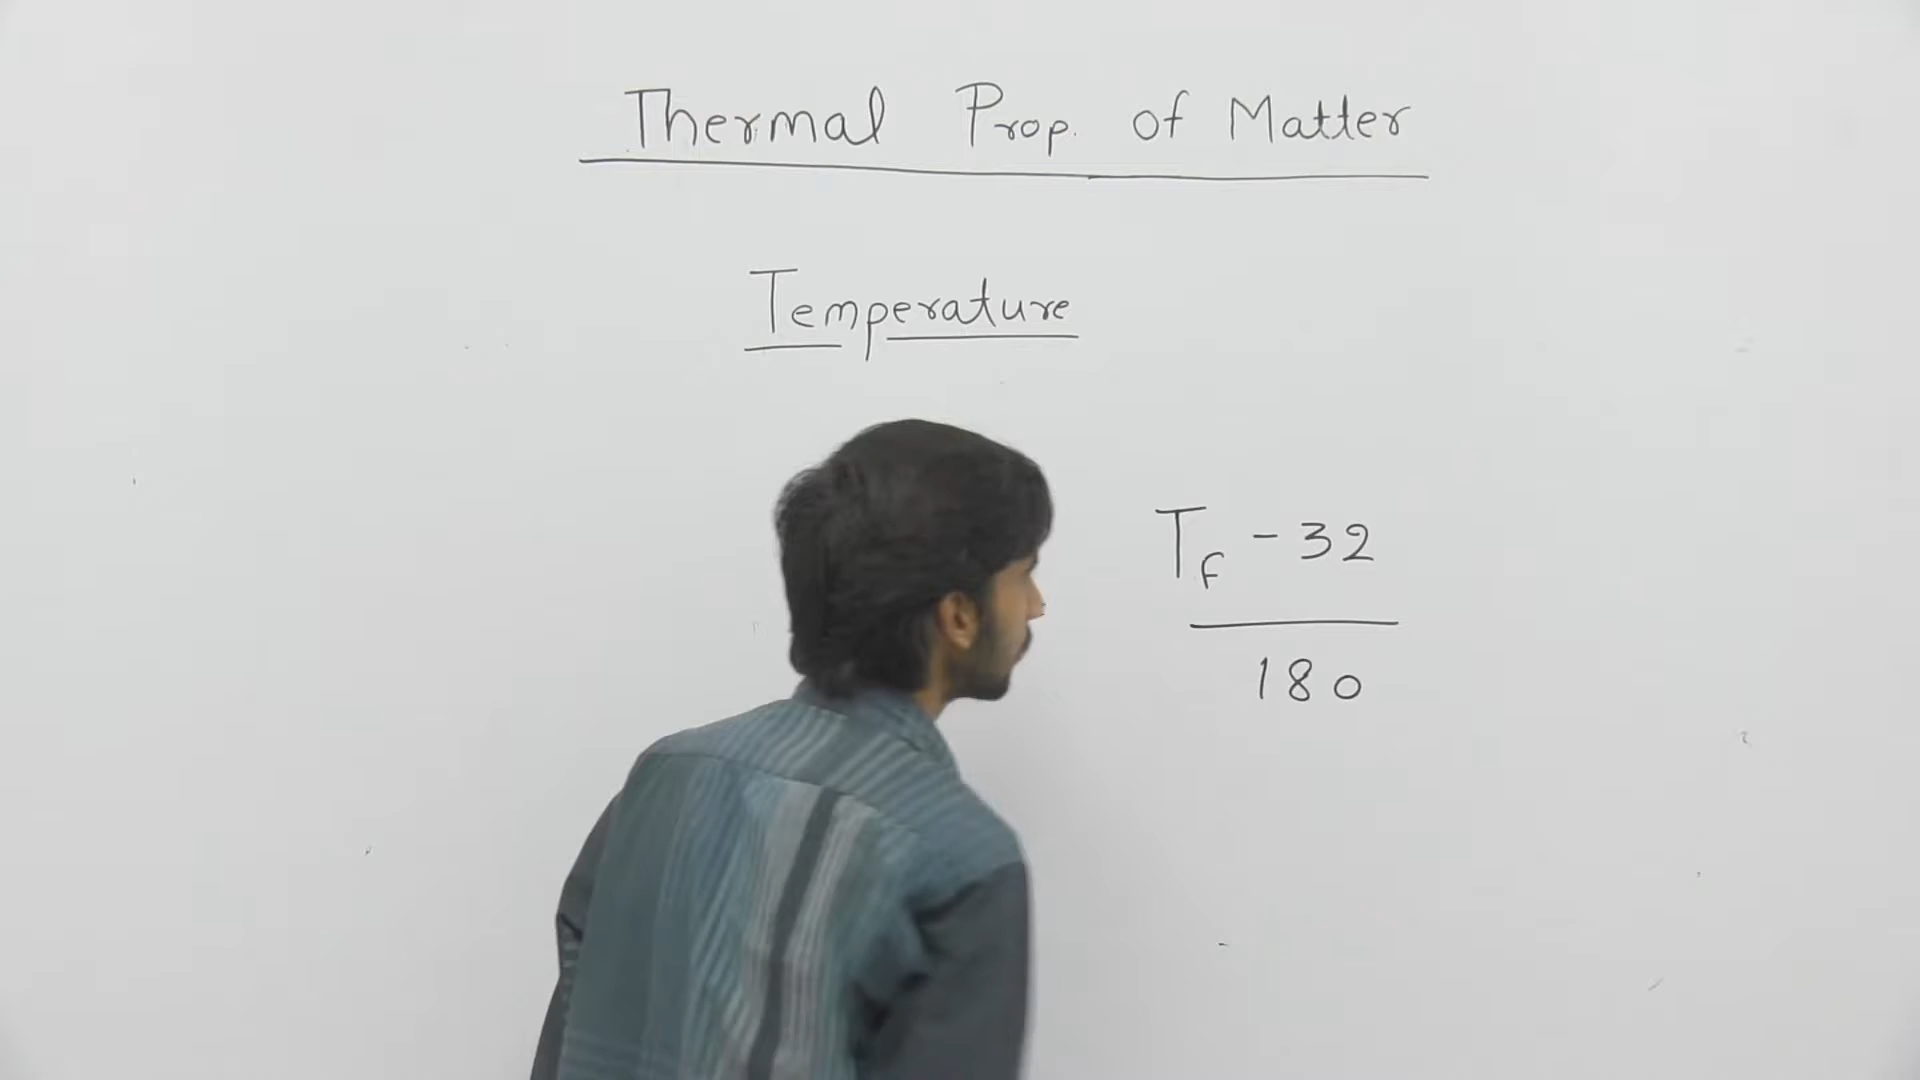 Thermal Prop. of Matter
Temperature
T_f - 32
180